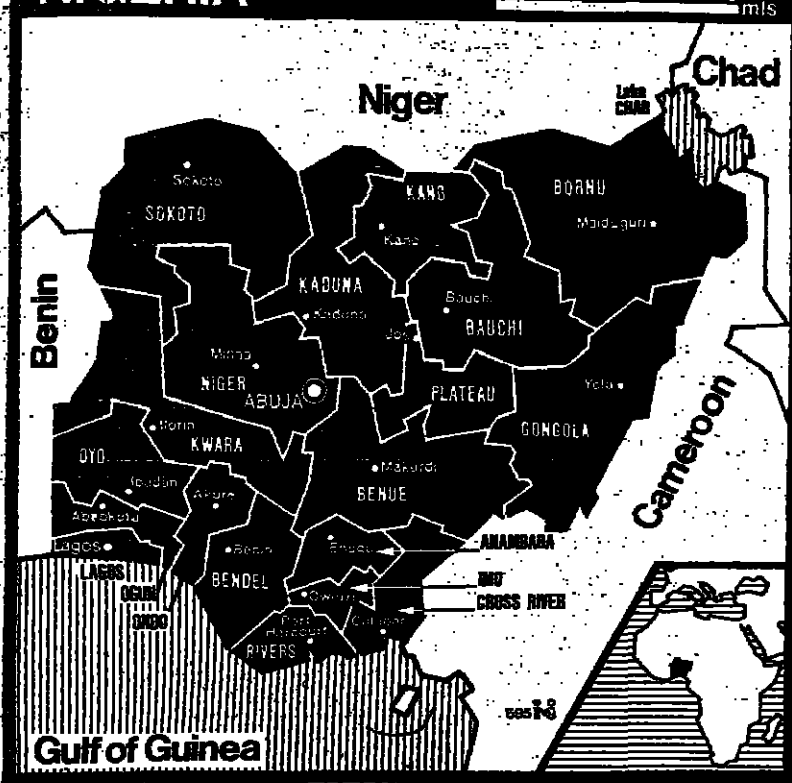 mls
Chad
Niger
Lake
CHAD
Sokoto
SOKOTO
KANO
Kano
BORNU
Maiduguri
KADUNA
Kaduna
Bauchi
BAUCHI
Jos
Benin
Minna
NIGER
ABUJA
PLATEAU
Yola
GONGOLA
Cameroon
Ilorin
KWARA
OYO
Ibadan
Akure
Makurdi
BENUE
Abeokuta
Lagos
LAGOS
OGUN
ONDO
Benin
BENDEL
Enugu
ANAMBARA
IMO
Owerri
CROSS RIVER
Port
Harcourt
Calabar
RIVERS
Gulf of Guinea